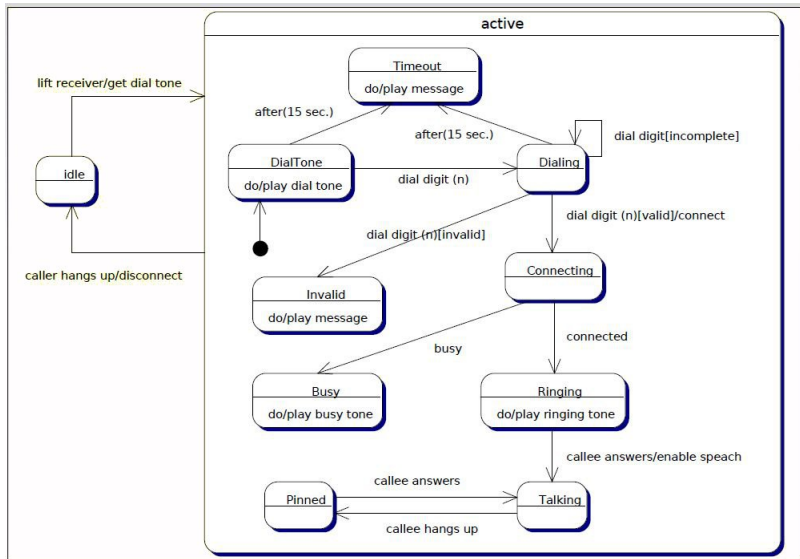 active
Timeout
do/play message
lift receiver/get dial tone
after(15 sec.)
after(15 sec.)
dial digit[incomplete]
idle
DialTone
do/play dial tone
dial digit (n)
Dialing
dial digit (n)[invalid]
dial digit (n)[valid]/connect
caller hangs up/disconnect
Invalid
do/play message
Connecting
busy
connected
Busy
do/play busy tone
Ringing
do/play ringing tone
callee answers/enable speach
Pinned
callee answers
Talking
callee hangs up